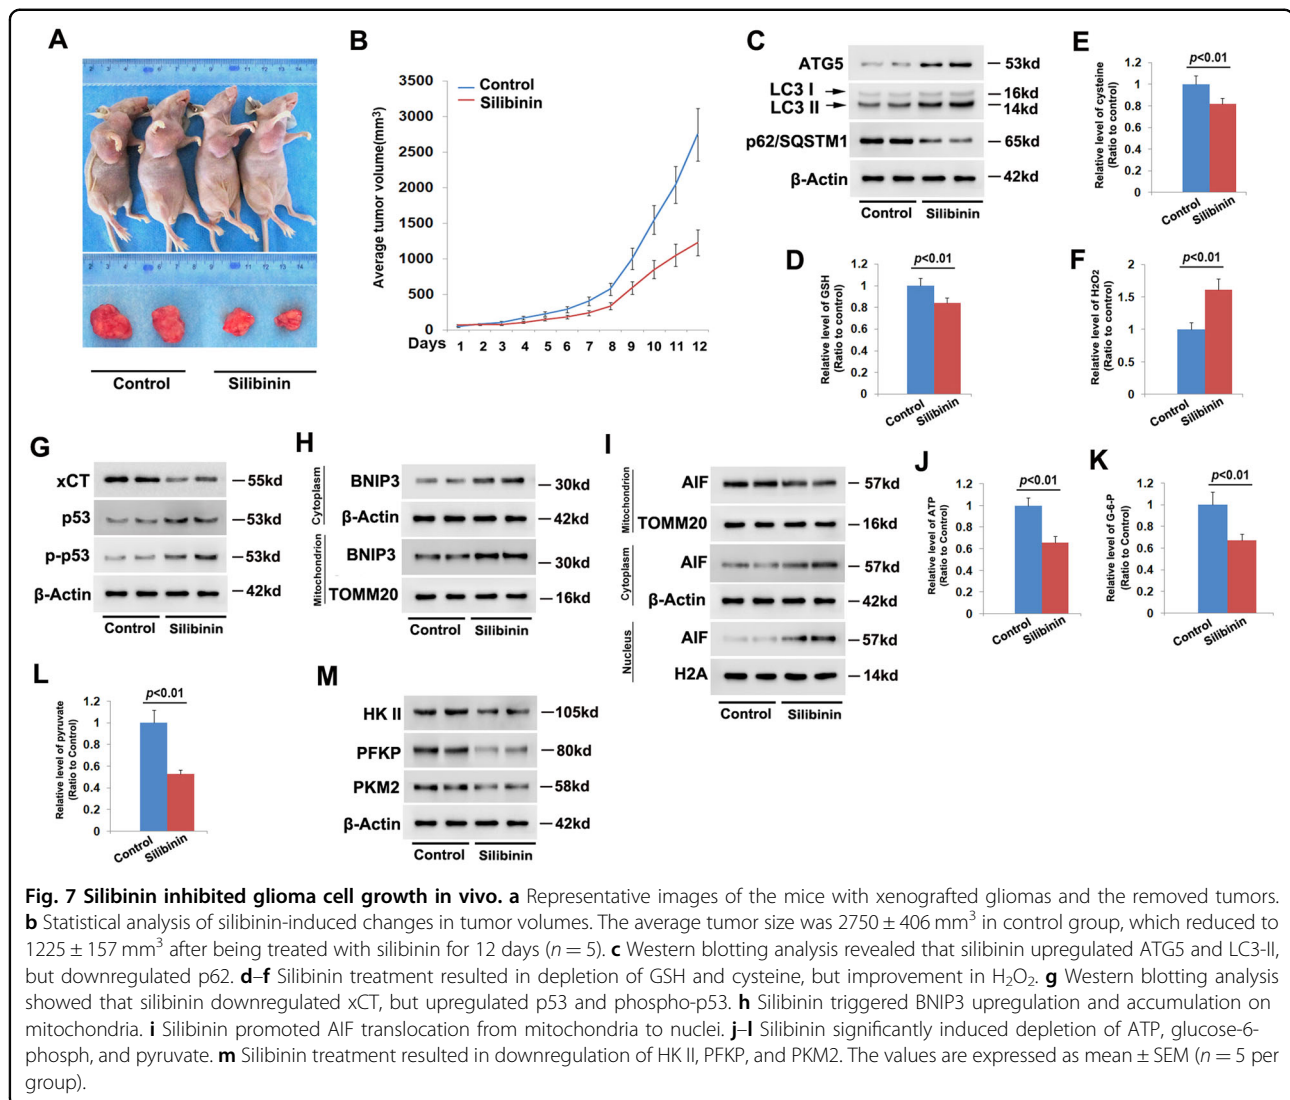 A
Control
Silibinin
B
Control
Silibinin
Average tumor volume(mm3)
3500
3000
2500
2000
1500
1000
500
0
Days 1 2 3 4 5 6 7 8 9 10 11 12
C
ATG5 53kd
LC3 I 16kd
LC3 II 14kd
p62/SQSTM1 65kd
β-Actin 42kd
Control Silibinin
E
p<0.01
Relative level of cysteine
(Ratio to control)
1.2
1
0.8
0.6
0.4
0.2
0
Control
Silibinin
D
p<0.01
Relative level of GSH
(Ratio to control)
1.2
1
0.8
0.6
0.4
0.2
0
Control
Silibinin
F
p<0.01
Relative level of H2O2
(Ratio to control)
2
1.5
1
0.5
0
Control
Silibinin
G
xCT 55kd
p53 53kd
p-p53 53kd
β-Actin 42kd
Control Silibinin
H
Cytoplasm
BNIP3 30kd
β-Actin 42kd
Mitochondrion
BNIP3 30kd
TOMM20 16kd
Control Silibinin
I
Mitochondrion
AIF 57kd
TOMM20 16kd
Cytoplasm
AIF 57kd
β-Actin 42kd
Nucleus
AIF 57kd
H2A 14kd
Control Silibinin
J
p<0.01
Relative level of ATP
(Ratio to Control)
1.2
1
0.8
0.6
0.4
0.2
0
Control
Silibinin
K
p<0.01
Relative level of G-6-P
(Ratio to Control)
1.2
1
0.8
0.6
0.4
0.2
0
Control
Silibinin
L
p<0.01
Relative level of pyruvate
(Ratio to Control)
1.2
1
0.8
0.6
0.4
0.2
0
Control
Silibinin
M
HK II 105kd
PFKP 80kd
PKM2 58kd
β-Actin 42kd
Control Silibinin
Fig. 7 Silibinin inhibited glioma cell growth in vivo. a Representative images of the mice with xenografted gliomas and the removed tumors.
b Statistical analysis of silibinin-induced changes in tumor volumes. The average tumor size was 2750 ± 406 mm3 in control group, which reduced to
1225 ± 157 mm3 after being treated with silibinin for 12 days (n = 5). c Western blotting analysis revealed that silibinin upregulated ATG5 and LC3-II,
but downregulated p62. d–f Silibinin treatment resulted in depletion of GSH and cysteine, but improvement in H2O2. g Western blotting analysis
showed that silibinin downregulated xCT, but upregulated p53 and phospho-p53. h Silibinin triggered BNIP3 upregulation and accumulation on
mitochondria. i Silibinin promoted AIF translocation from mitochondria to nuclei. j–l Silibinin significantly induced depletion of ATP, glucose-6-
phosph, and pyruvate. m Silibinin treatment resulted in downregulation of HK II, PFKP, and PKM2. The values are expressed as mean ± SEM (n = 5 per
group).